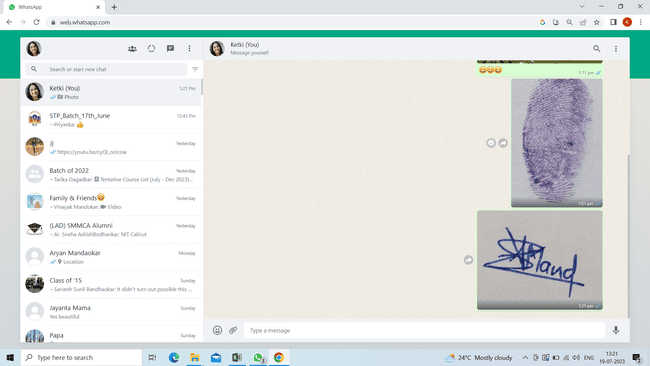 WhatsApp
web.whatsapp.com
Ketki (You)
Message yourself
Search or start new chat
Ketki (You)
1:21 PM
Photo
STP_Batch_17th_June
12:43 PM
~Priyanka: 👍
Yesterday
https://youtu.be/cyQl_oeIcow
Batch of 2022
Yesterday
~Tarika Dagadkar: Tentative Course List (July - Dec 2023)...
Family & Friends😍
Yesterday
~Vinayak Mandokar: Video
(LAD) SMMCA Alumni
Yesterday
~Ar. Sneha AshishBodhankar: NIT Calicut
Aryan Mandaokar
Monday
Location
Class of '15
Sunday
~Sarvesh Sunil Bandhaokar: It didn't turn out possible this ...
Jayanta Mama
Sunday
Yes beautiful
Papa
Sunday
1:11 pm
1:21 pm
1:21 pm
Type a message
Type here to search
24°C Mostly cloudy
ENG
13:21
19-07-2023